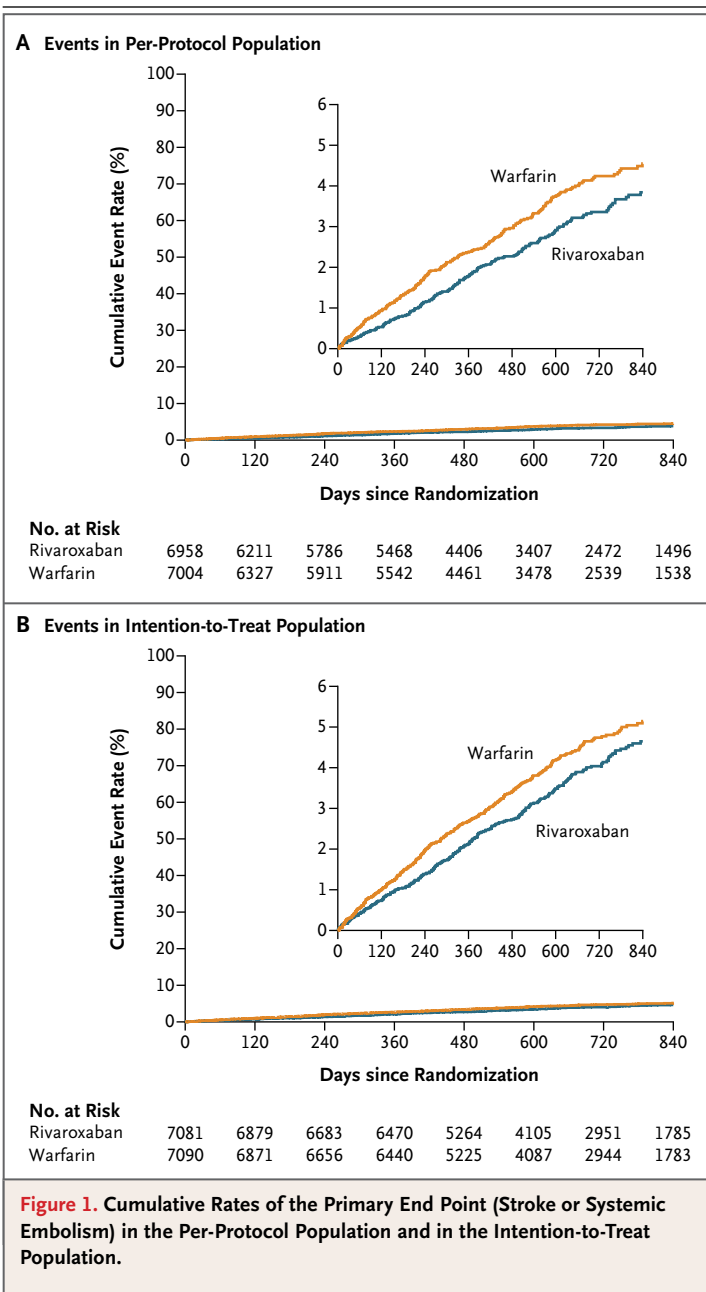 A Events in Per-Protocol Population
Cumulative Event Rate (%)
100
90
80
70
60
50
40
30
20
10
0
0 120 240 360 480 600 720 840
6
5
4
3
2
1
0
0 120 240 360 480 600 720 840
Warfarin
Rivaroxaban
Days since Randomization
No. at Risk
Rivaroxaban 6958 6211 5786 5468 4406 3407 2472 1496
Warfarin 7004 6327 5911 5542 4461 3478 2539 1538
B Events in Intention-to-Treat Population
Cumulative Event Rate (%)
100
90
80
70
60
50
40
30
20
10
0
0 120 240 360 480 600 720 840
6
5
4
3
2
1
0
0 120 240 360 480 600 720 840
Warfarin
Rivaroxaban
Days since Randomization
No. at Risk
Rivaroxaban 7081 6879 6683 6470 5264 4105 2951 1785
Warfarin 7090 6871 6656 6440 5225 4087 2944 1783
Figure 1. Cumulative Rates of the Primary End Point (Stroke or Systemic
Embolism) in the Per-Protocol Population and in the Intention-to-Treat
Population.